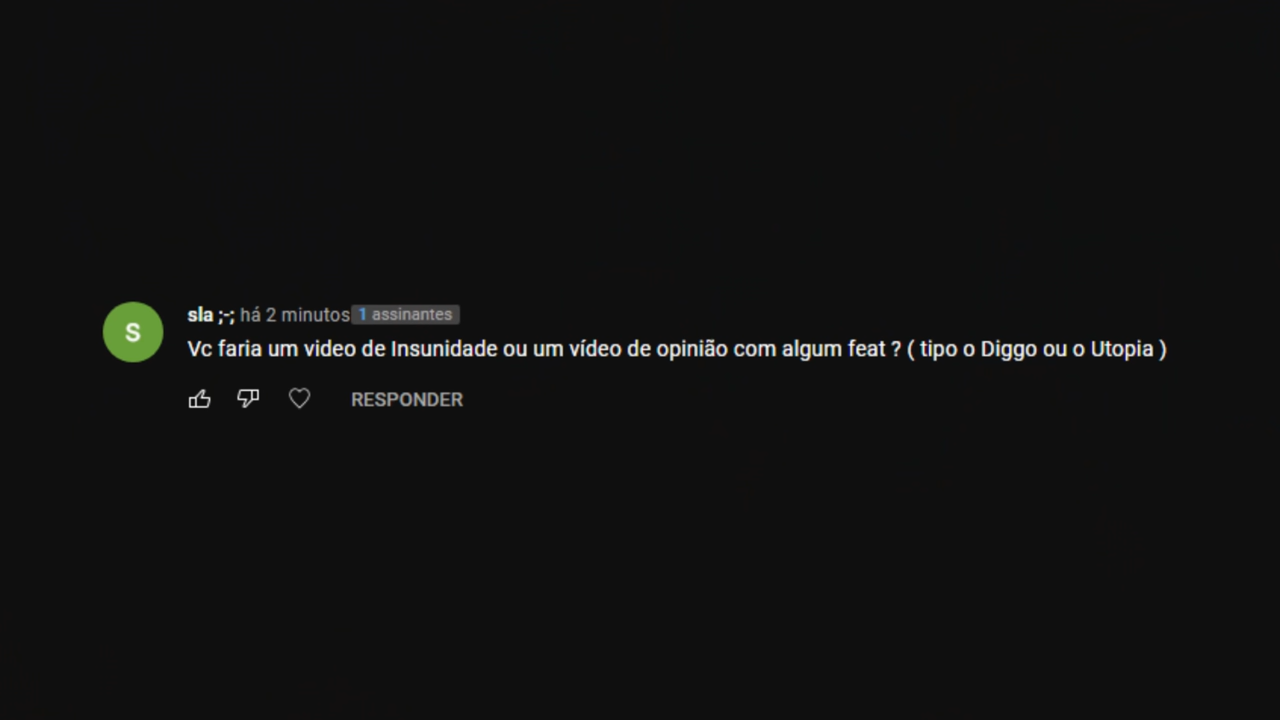 S
sla ;-; há 2 minutos 1 assinantes
Vc faria um video de Insunidade ou um vídeo de opinião com algum feat ? ( tipo o Diggo ou o Utopia )
RESPONDER